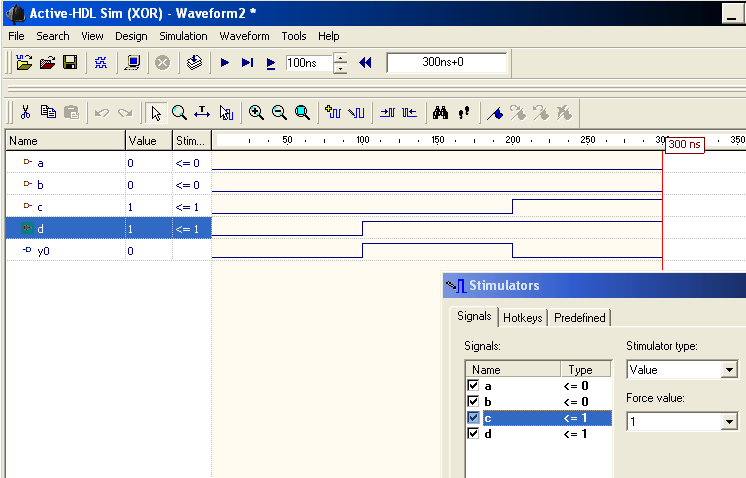 Active-HDL Sim (XOR) - Waveform2 *
File Search View Design Simulation Waveform Tools Help
100ns 300ns+0
Name Value Stim... 50 100 150 200 250 300 350
300 ns
a 0 <= 0
b 0 <= 0
c 1 <= 1
d 1 <= 1
y0 0
Stimulators
Signals Hotkeys Predefined
Signals: Stimulator type:
Name Type Value
a <= 0
b <= 0 Force value:
c <= 1 1
d <= 1